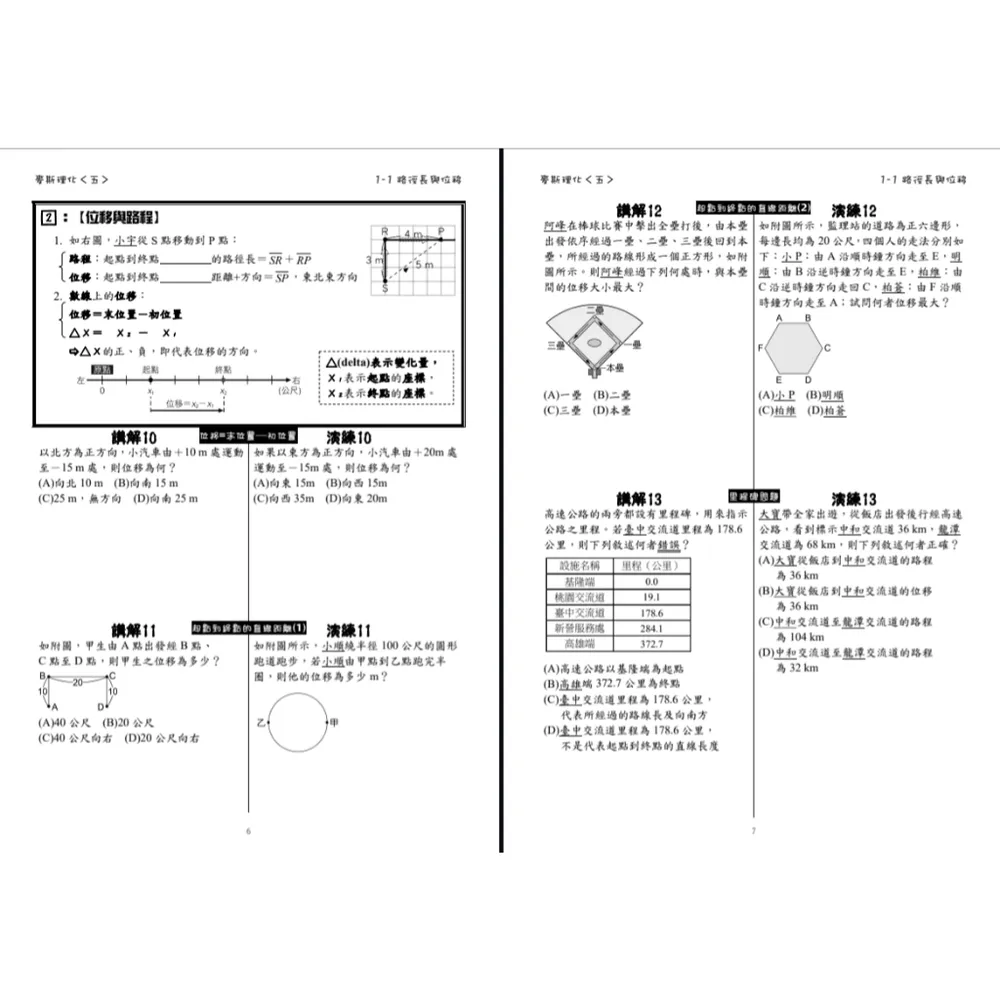 麥斯理化＜五＞
1-1 路徑長與位移
2：【位移與路程】
1. 如右圖，小宇從 S 點移動到 P 點：
路程：起點到終點________的路徑長＝SR＋RP
位移：起點到終點________距離+方向＝SP，東北東方向
R 4 m P
3 m
5 m
S
2. 數線上的位移：
位移＝末位置－初位置
△X＝ X₂ － X₁
⇨△X 的正、負，即代表位移的方向。
原點 起點 終點
左 右
0 x₁ x₂ (公尺)
位移＝x₂－x₁
△(delta)表示變化量，
X₁表示起點的座標，
X₂表示終點的座標。
講解10
位移=末位置—初位置
演練10
以北方為正方向，小汽車由＋10 m 處運動
至－15 m 處，則位移為何？
(A)向北 10 m (B)向南 15 m
(C)25 m，無方向 (D)向南 25 m
如果以東方為正方向，小汽車由＋20m 處
運動至－15m 處，則位移為何？
(A)向東 15m (B)向西 15m
(C)向西 35m (D)向東 20m
講解11
起點到終點的直線距離(1)
演練11
如附圖，甲生由 A 點出發經 B 點、
C 點至 D 點，則甲生之位移為多少？
B C
20
10 10
A D
(A)40 公尺 (B)20 公尺
(C)40 公尺向右 (D)20 公尺向右
如附圖所示，小順繞半徑 100 公尺的圓形
跑道跑步，若小順由甲點到乙點跑完半
圈，則他的位移為多少 m？
乙 甲
6
麥斯理化＜五＞
1-1 路徑長與位移
講解12
起點到終點的直線距離(2)
演練12
阿峰在棒球比賽中擊出全壘打後，由本壘
出發依序經過一壘、二壘、三壘後回到本
壘，所經過的路線形成一個正方形，如附
圖所示。則阿峰經過下列何處時，與本壘
間的位移大小最大？
二壘
三壘 一壘
本壘
(A)一壘 (B)二壘
(C)三壘 (D)本壘
如附圖所示，監理站的道路為正六邊形，
每邊長均為 20 公尺，四個人的走法分別如
下：小 P：由 A 沿順時鐘方向走至 E，明
順：由 B 沿逆時鐘方向走至 E，柏維：由
C 沿逆時鐘方向走回 C，柏蒼：由 F 沿順
時鐘方向走至 A；試問何者位移最大？
A B
F C
E D
(A)小 P (B)明順
(C)柏維 (D)柏蒼
講解13
里程碑問題
演練13
高速公路的兩旁都設有里程碑，用來指示
公路之里程。若臺中交流道里程為 178.6
公里，則下列敘述何者錯誤？
設施名稱 里程（公里）
基隆端 0.0
桃園交流道 19.1
臺中交流道 178.6
新營服務處 284.1
高雄端 372.7
(A)高速公路以基隆端為起點
(B)高雄端 372.7 公里為終點
(C)臺中交流道里程為 178.6 公里，
代表所經過的路線長及向南方
(D)臺中交流道里程為 178.6 公里，
不是代表起點到終點的直線長度
大寶帶全家出遊，從飯店出發後行經高速
公路，看到標示中和交流道 36 km，龍潭
交流道為 68 km，則下列敘述何者正確？
(A)大寶從飯店到中和交流道的路程
為 36 km
(B)大寶從飯店到中和交流道的位移
為 36 km
(C)中和交流道至龍潭交流道的路程
為 104 km
(D)中和交流道至龍潭交流道的路程
為 32 km
7